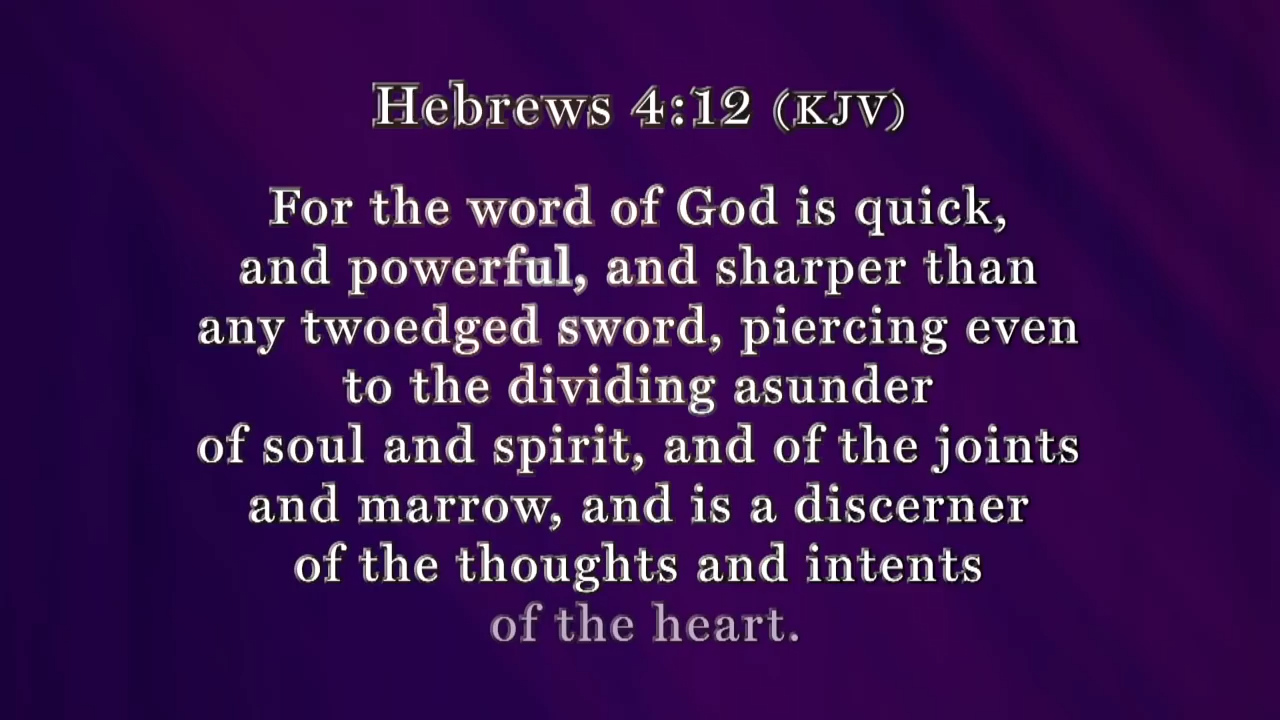 Hebrews 4:12 (KJV)
For the word of God is quick,
and powerful, and sharper than
any twoedged sword, piercing even
to the dividing asunder
of soul and spirit, and of the joints
and marrow, and is a discerner
of the thoughts and intents
of the heart.